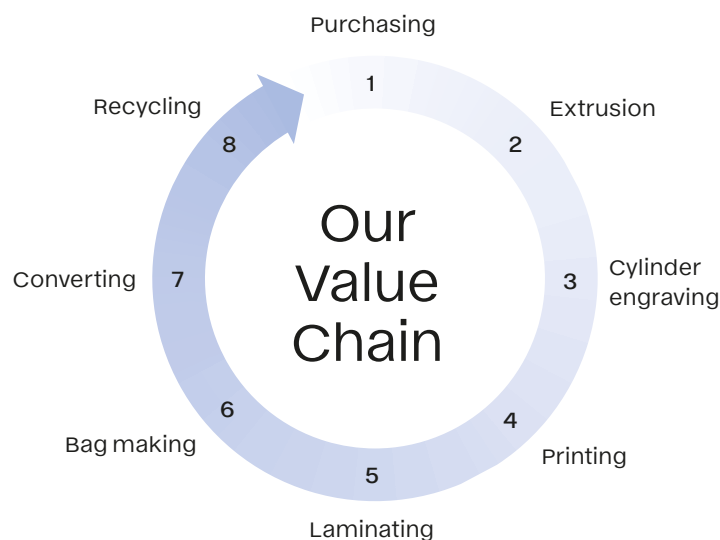 Purchasing
1
Extrusion
2
Cylinder
engraving
3
Printing
4
Laminating
5
Bag making
6
Converting
7
Recycling
8
Our
Value
Chain